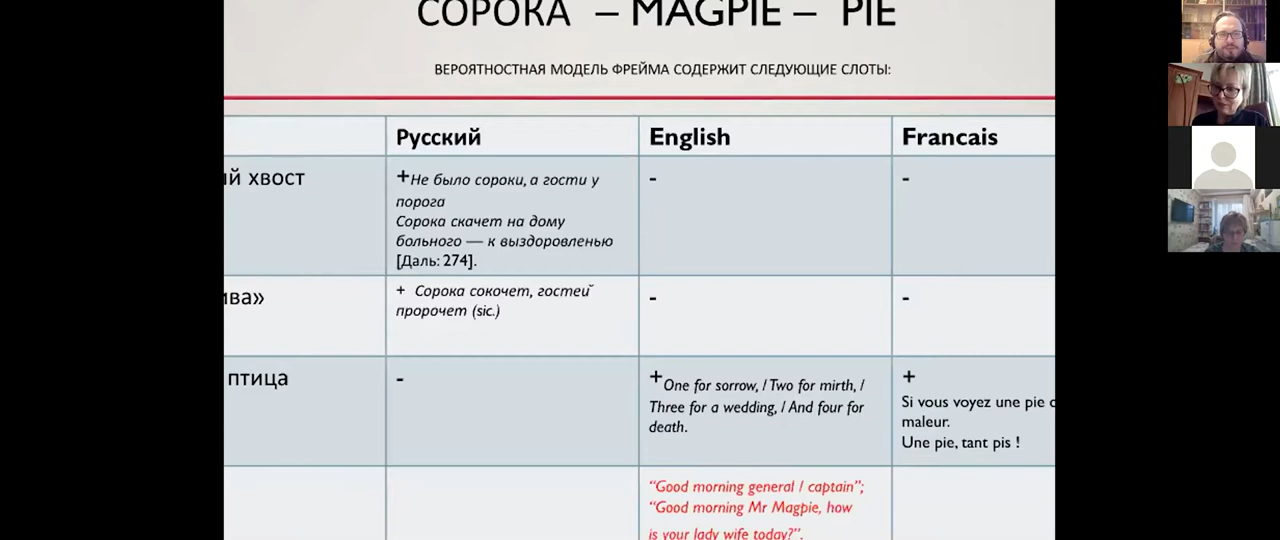 СОРОКА – MAGPIE – PIE
ВЕРОЯТНОСТНАЯ МОДЕЛЬ ФРЕЙМА СОДЕРЖИТ СЛЕДУЮЩИЕ СЛОТЫ:
Русский
English
Francais
й хвост
+Не было сороки, а гости у
порога
Сорока скачет на дому
больного — к выздоровленью
[Даль: 274].
-
-
ива»
+ Сорока сокочет, гостей
пророчет (sic.)
-
-
птица
-
+One for sorrow, / Two for mirth, /
Three for a wedding, / And four for
death.
+
Si vous voyez une pie c
maleur.
Une pie, tant pis !
“Good morning general / captain”;
“Good morning Mr Magpie, how
is your lady wife today?”.